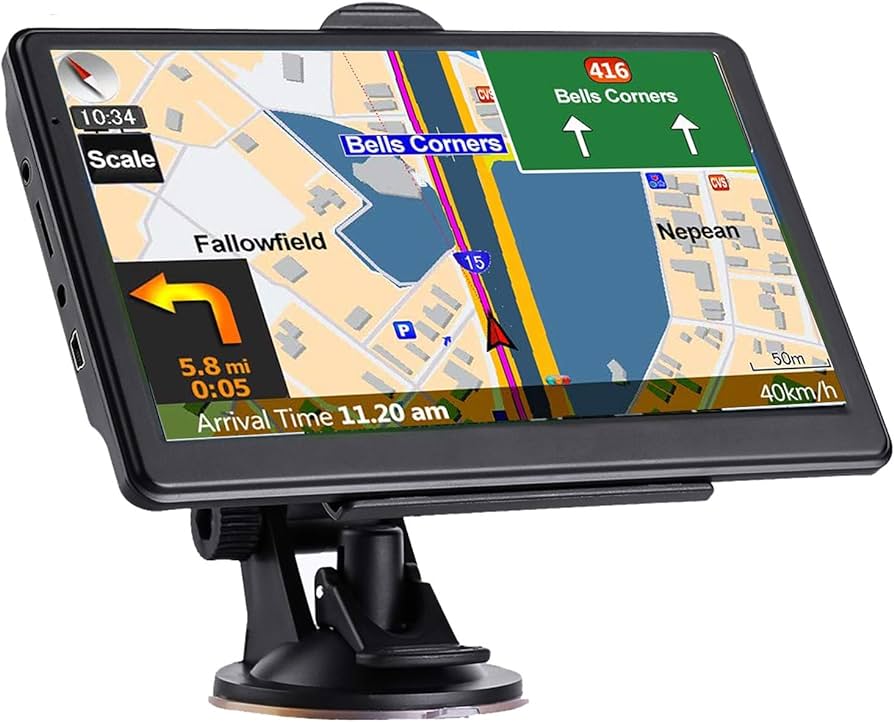 10:34
Scale
416
Bells Corners
CVS
Bells Corners
CVS
Fallowfield
Nepean
15
P
5.8 mi
0:05
50m
Arrival Time 11.20 am
40km/h